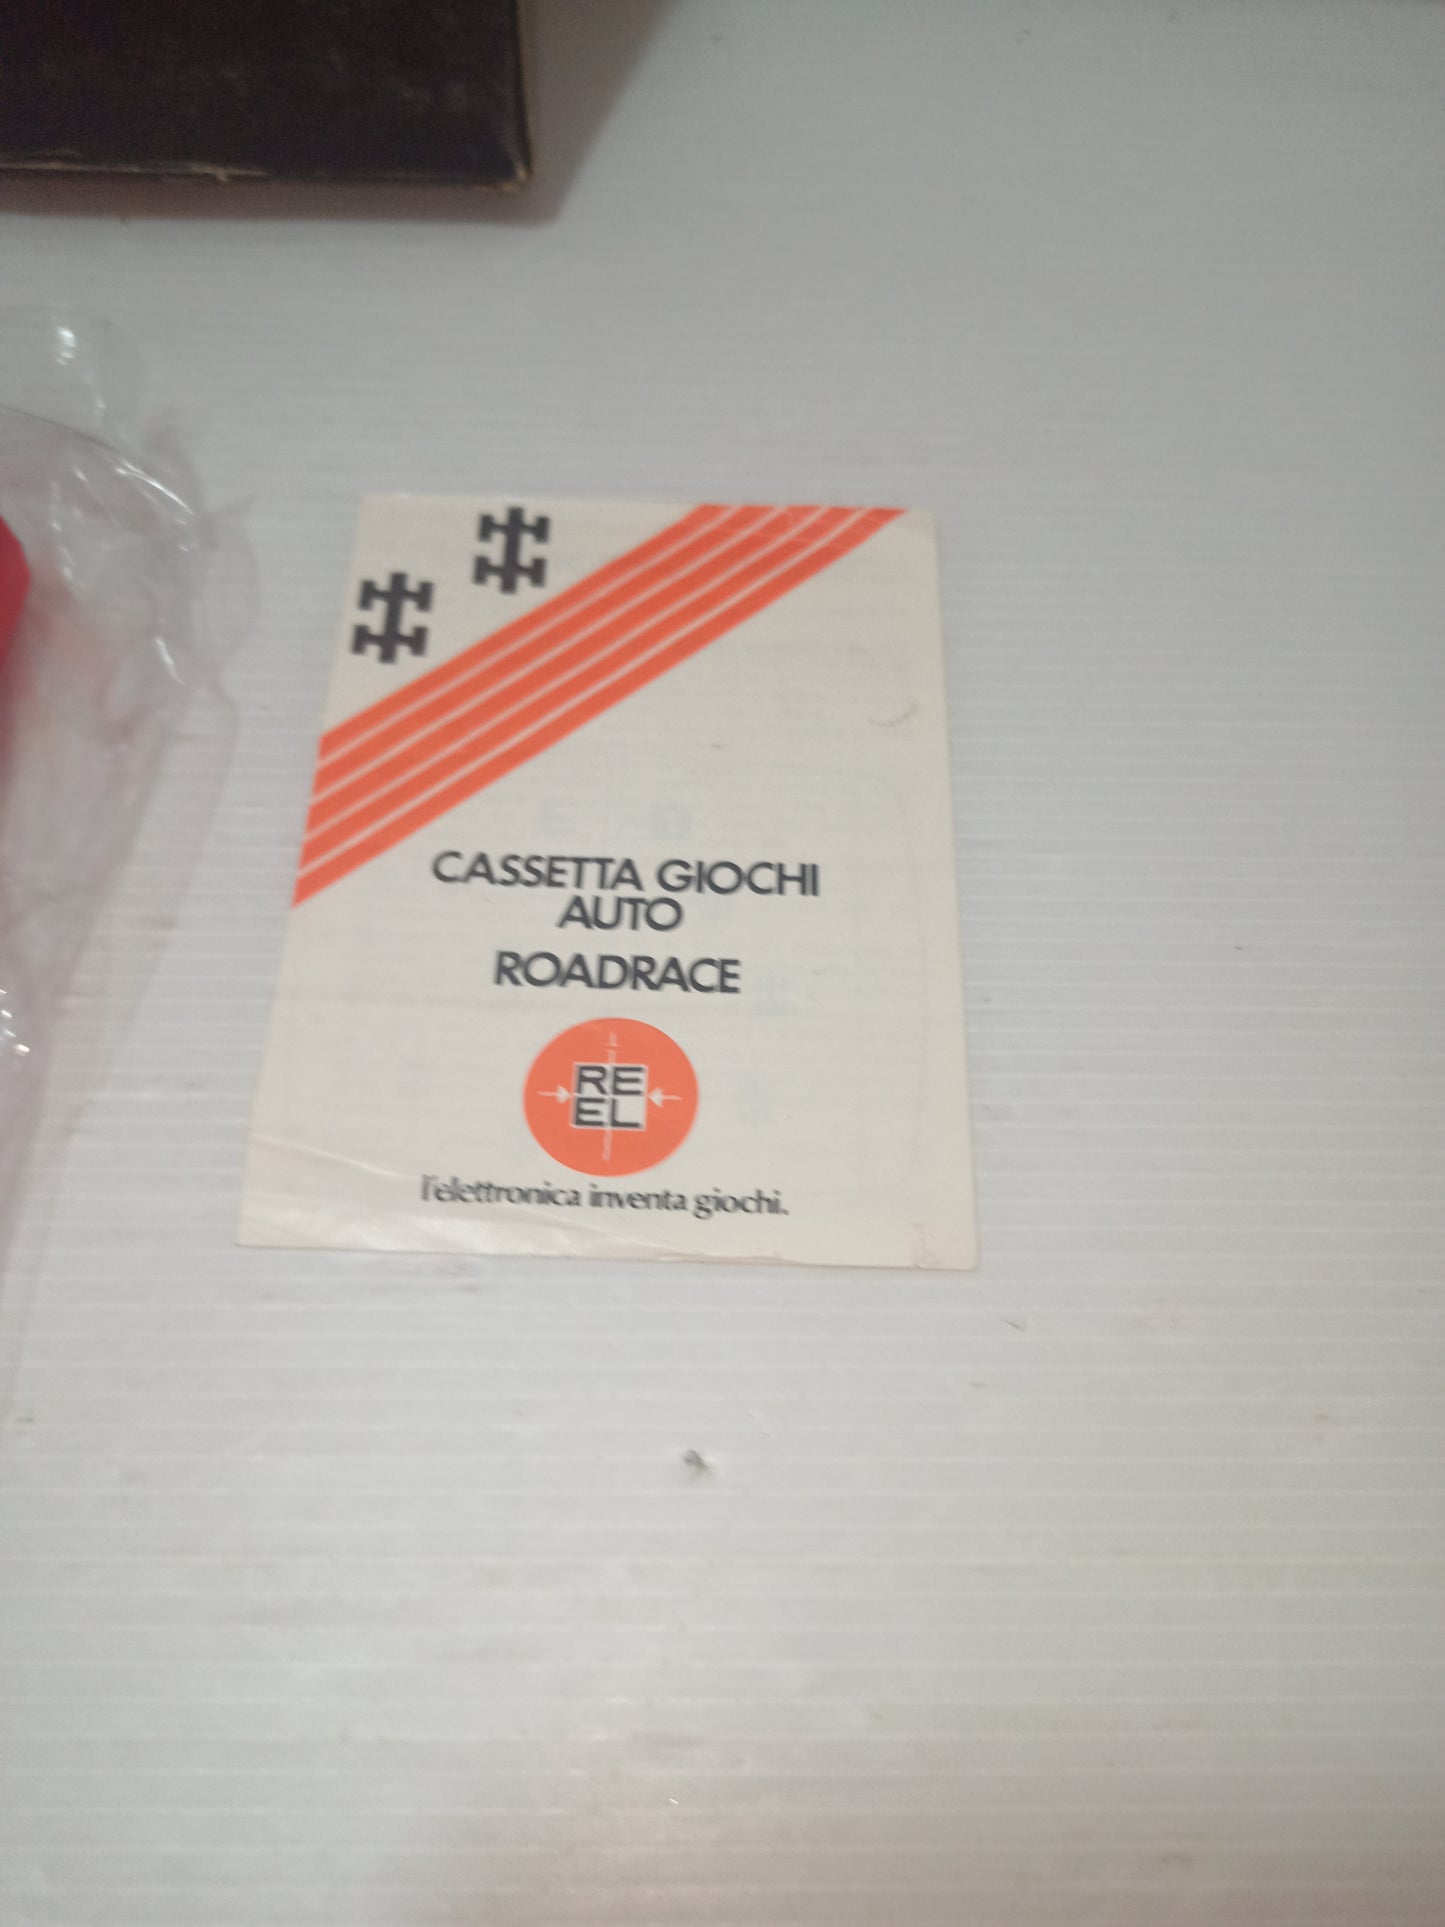 CASSETTA GIOCHI
AUTO
ROADRACE
RE
EL
l'elettronica inventa giochi.